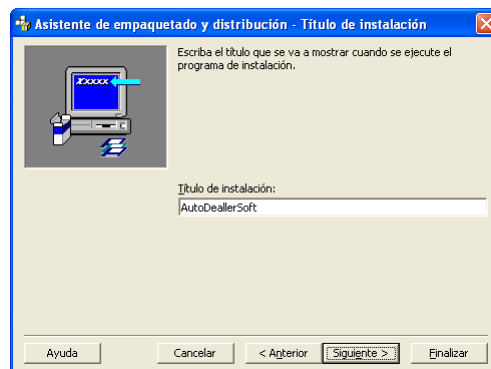 Asistente de empaquetado y distribución - Título de instalación
Escriba el título que se va a mostrar cuando se ejecute el
programa de instalación.
Xxxxx
Título de instalación:
AutoDeallerSoft
Ayuda
Cancelar
< Anterior
Siguiente >
Finalizar